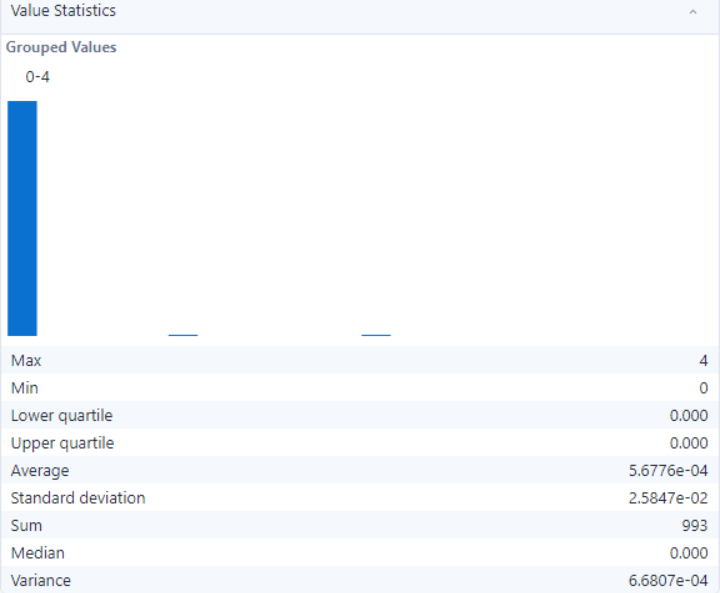 Value Statistics
Grouped Values
0-4
Max 4
Min 0
Lower quartile 0.000
Upper quartile 0.000
Average 5.6776e-04
Standard deviation 2.5847e-02
Sum 993
Median 0.000
Variance 6.6807e-04